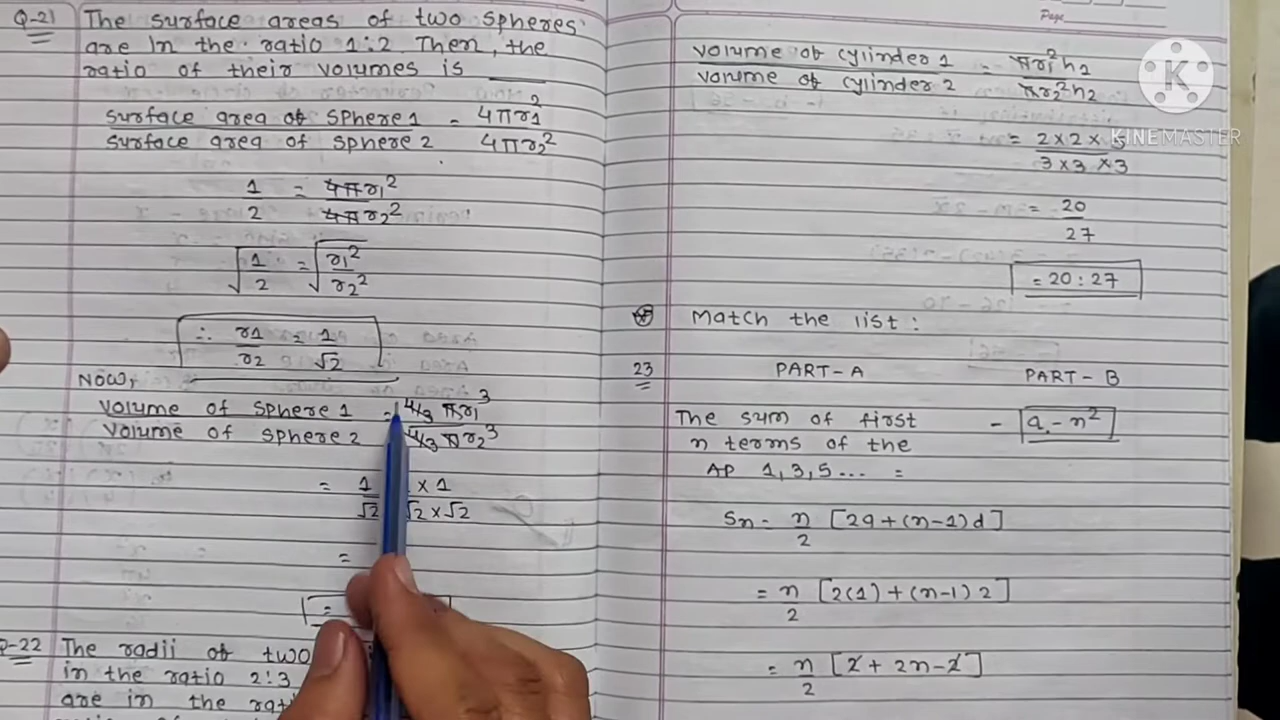 Q-21 The surface areas of two spheres
are in the ratio 1:2. Then, the
ratio of their volumes is ____
surface area of sphere 1 = 4πr1²
surface area of sphere 2 4πr2²
1 = 4πr1²
2 4πr2²
√1 = √r1²
2 r2²
∴ r1 = 1
r2 √2
Now,
volume of sphere 1 = 4/3 πr1³
volume of sphere 2 4/3 πr2³
= 1 x 1
√2 √2 x √2
=
=
Q-22 The radii of two
in the ratio 2:3
are in the
Page
volume of cylinder 1 = πr1²h1
volume of cylinder 2 πr2²h2
= 2x2x5
3x3x3
= 20
27
= 20:27
Match the list:
23 PART-A PART-B
The sum of first - a - n²
n terms of the
AP 1,3,5... =
Sn = n [2a+(n-1)d]
2
= n [2(1)+(n-1)2]
2
= n [2+2n-2]
2
K
KINEMASTER